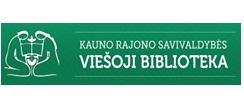 KAUNO RAJONO SAVIVALDYBĖS
VIEŠOJI BIBLIOTEKA